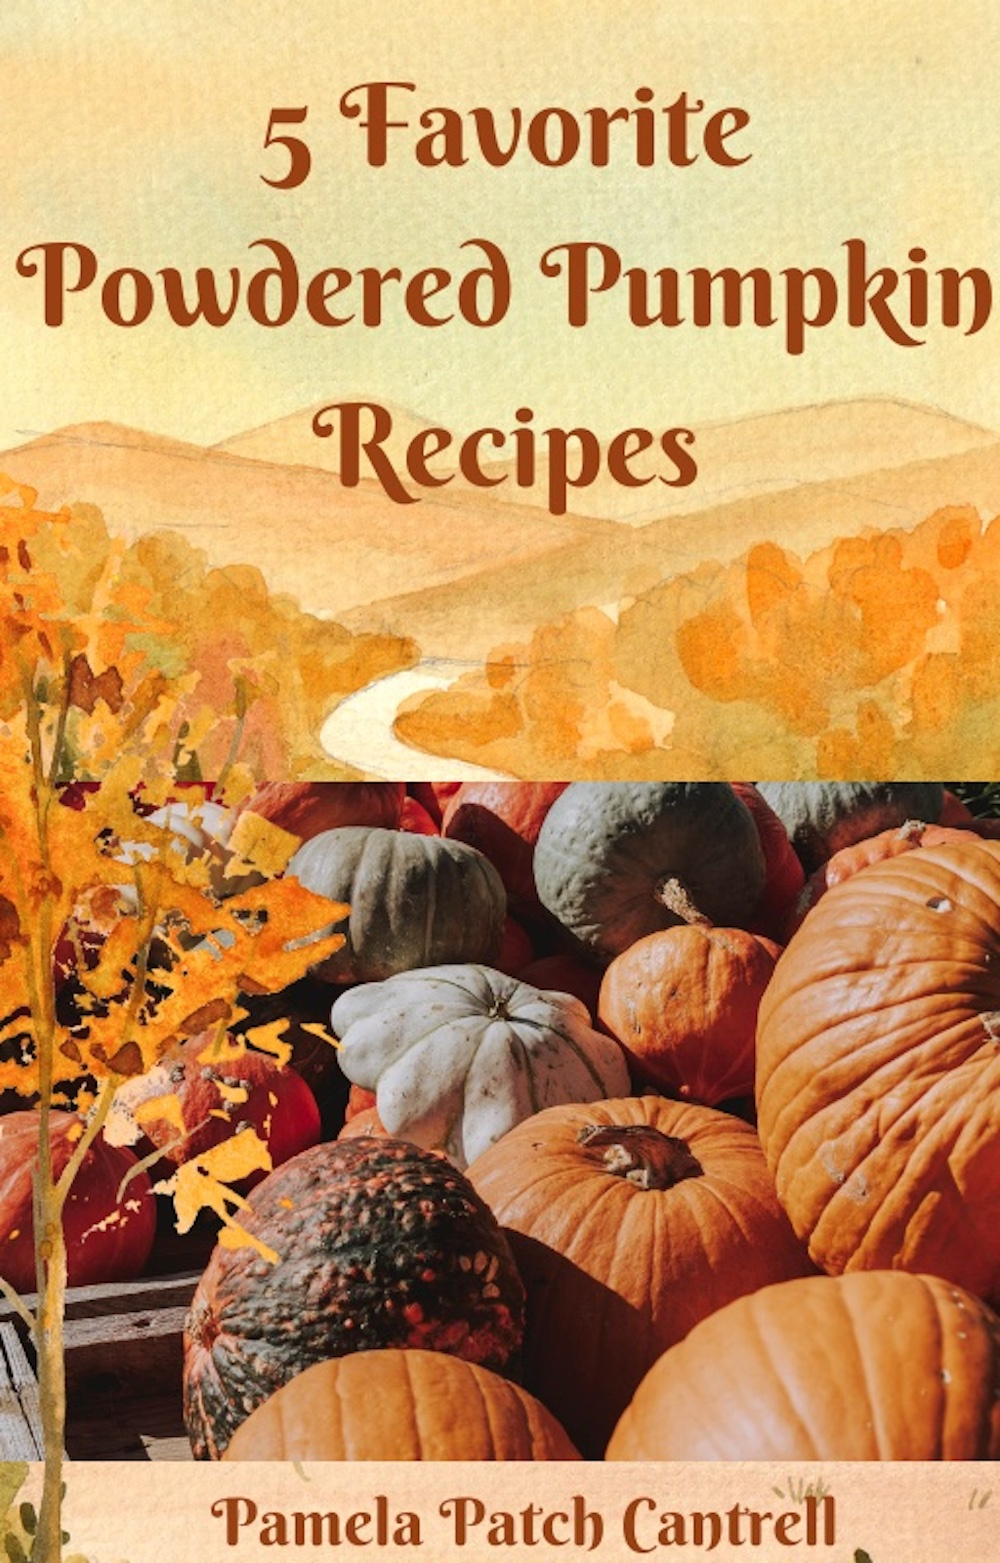 5 Favorite
Powdered Pumpkin
Recipes
Pamela Patch Cantrell